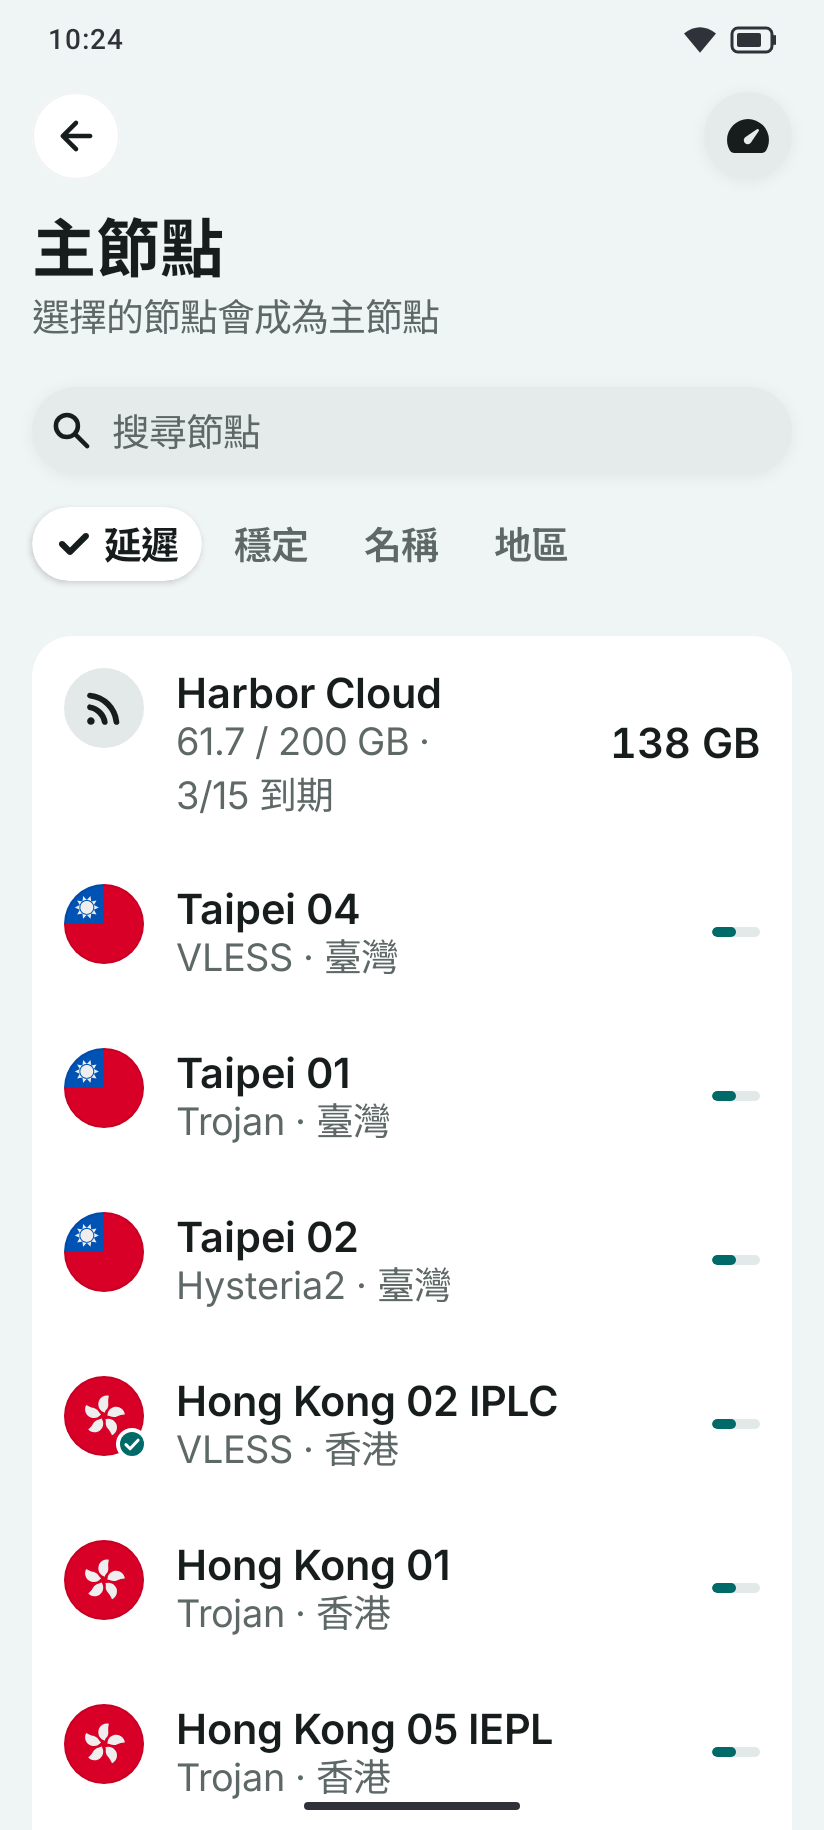 10:24
主節點
選擇的節點會成為主節點
搜尋節點
延遲
穩定
名稱
地區
Harbor Cloud
61.7 / 200 GB ·
3/15 到期
138 GB
Taipei 04
VLESS · 臺灣
Taipei 01
Trojan · 臺灣
Taipei 02
Hysteria2 · 臺灣
Hong Kong 02 IPLC
VLESS · 香港
Hong Kong 01
Trojan · 香港
Hong Kong 05 IEPL
Trojan · 香港